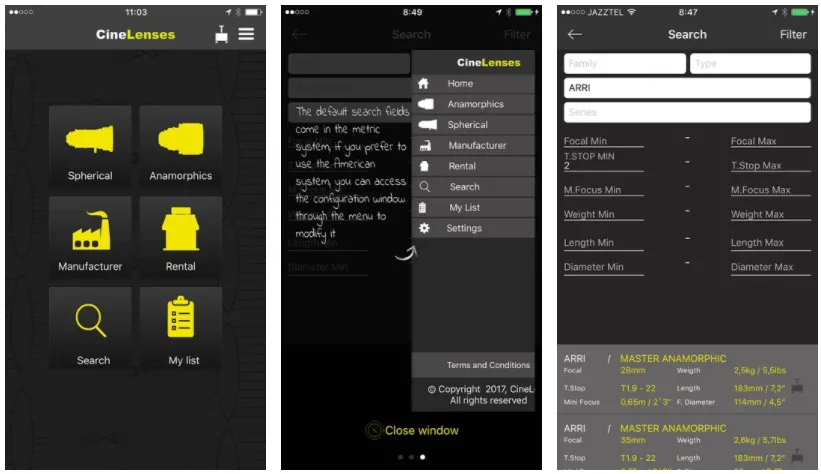 11:03
CineLenses
Spherical
Anamorphics
Manufacturer
Rental
Search
My list
8:49
Search
Filter
CineLenses
Home
Anamorphics
Spherical
Manufacturer
Rental
Search
My List
Settings
The default search fields
come in the metric
system, if you prefer to
use the American
system, you can access
the configuration window
through the menu to
modify it
Length Min
Diameter Min
Terms and Conditions
© Copyright 2017, CineLe
All rights reserved
Close window
JAZZTEL
8:47
Search
Filter
Family
Type
ARRI
Series
Focal Min - Focal Max
T.STOP MIN
2 - T.Stop Max
M.Focus Min - M.Focus Max
Weight Min - Weight Max
Length Min - Length Max
Diameter Min - Diameter Max
ARRI / MASTER ANAMORPHIC
Focal 28mm Weigth 2,5kg / 5,5lbs
T.Stop T1.9 - 22 Length 183mm / 7,2"
Mini Focus 0,65m / 2´3" F. Diameter 114mm / 4,5"
ARRI / MASTER ANAMORPHIC
Focal 35mm Weigth 2,6kg / 5,7lbs
T.Stop T1.9 - 22 Length 183mm / 7,2"